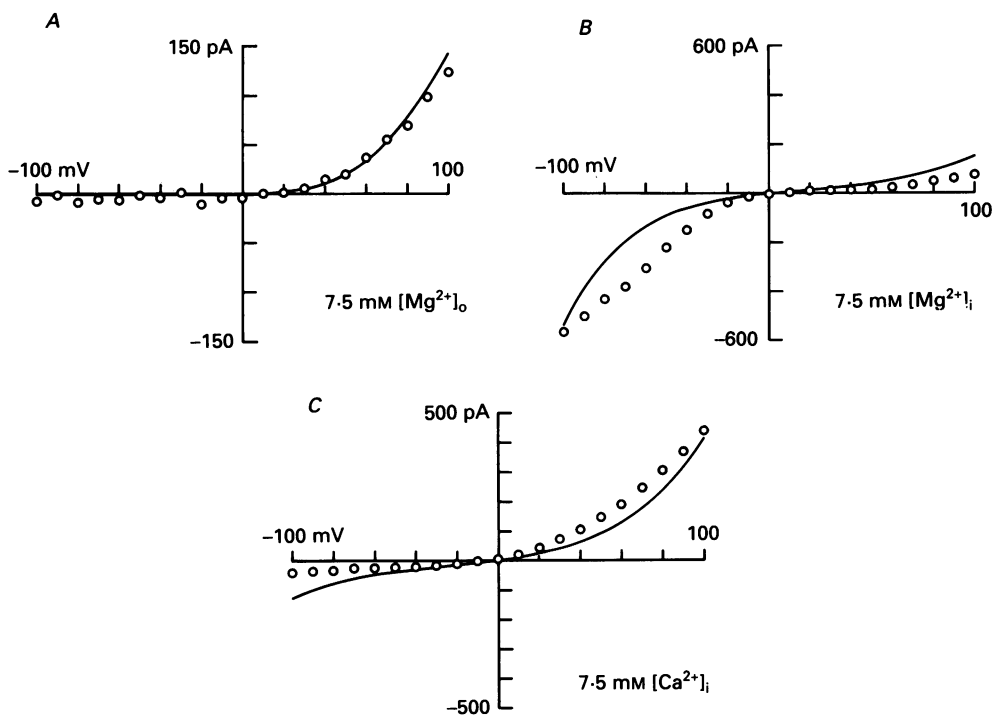 A
150 pA
−100 mV
100
7·5 mM [Mg²⁺]ₒ
−150
B
600 pA
−100 mV
100
7·5 mM [Mg²⁺]ᵢ
−600
C
500 pA
−100 mV
100
7·5 mM [Ca²⁺]ᵢ
−500